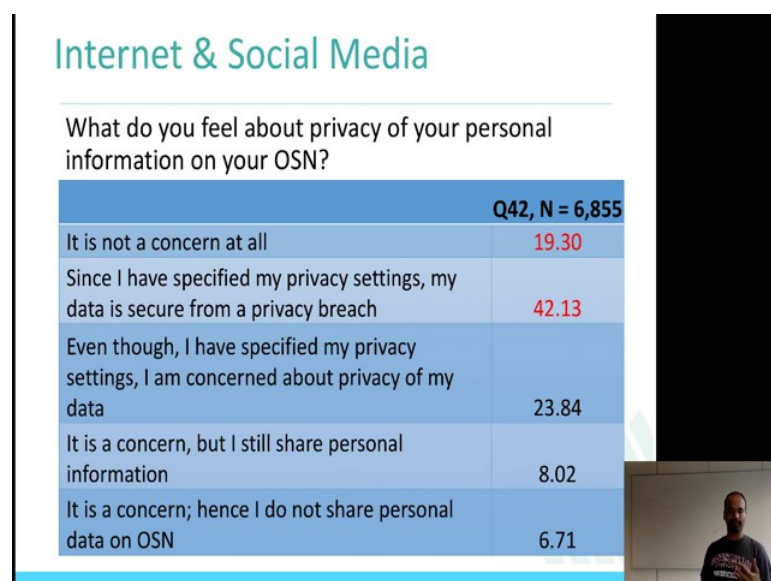 Internet & Social Media
What do you feel about privacy of your personal
information on your OSN?
Q42, N = 6,855
It is not a concern at all 19.30
Since I have specified my privacy settings, my
data is secure from a privacy breach 42.13
Even though, I have specified my privacy
settings, I am concerned about privacy of my
data 23.84
It is a concern, but I still share personal
information 8.02
It is a concern; hence I do not share personal
data on OSN 6.71